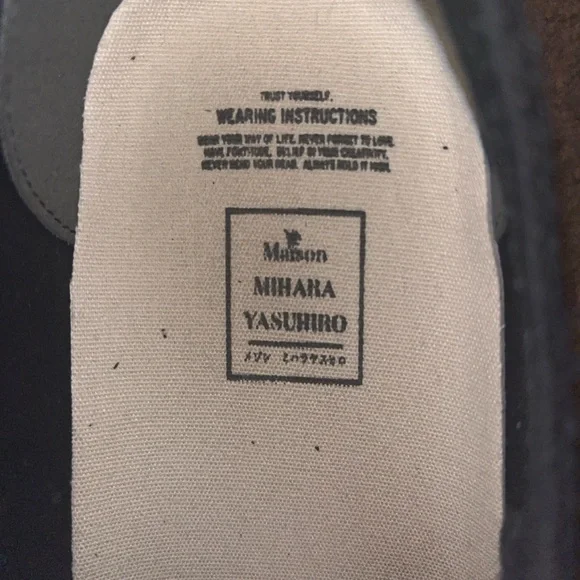 TRUST YOURSELF.
WEARING INSTRUCTIONS
WEAR YOUR WAY OF LIFE. NEVER FORGET TO LOVE.
HAVE FORTITUDE. BELIEF IN YOUR CREATIVITY.
NEVER BEND YOUR HEAD. ALWAYS HOLD IT HIGH.
Maison
MIHARA
YASUHIRO
メゾン ミハラヤスヒロ